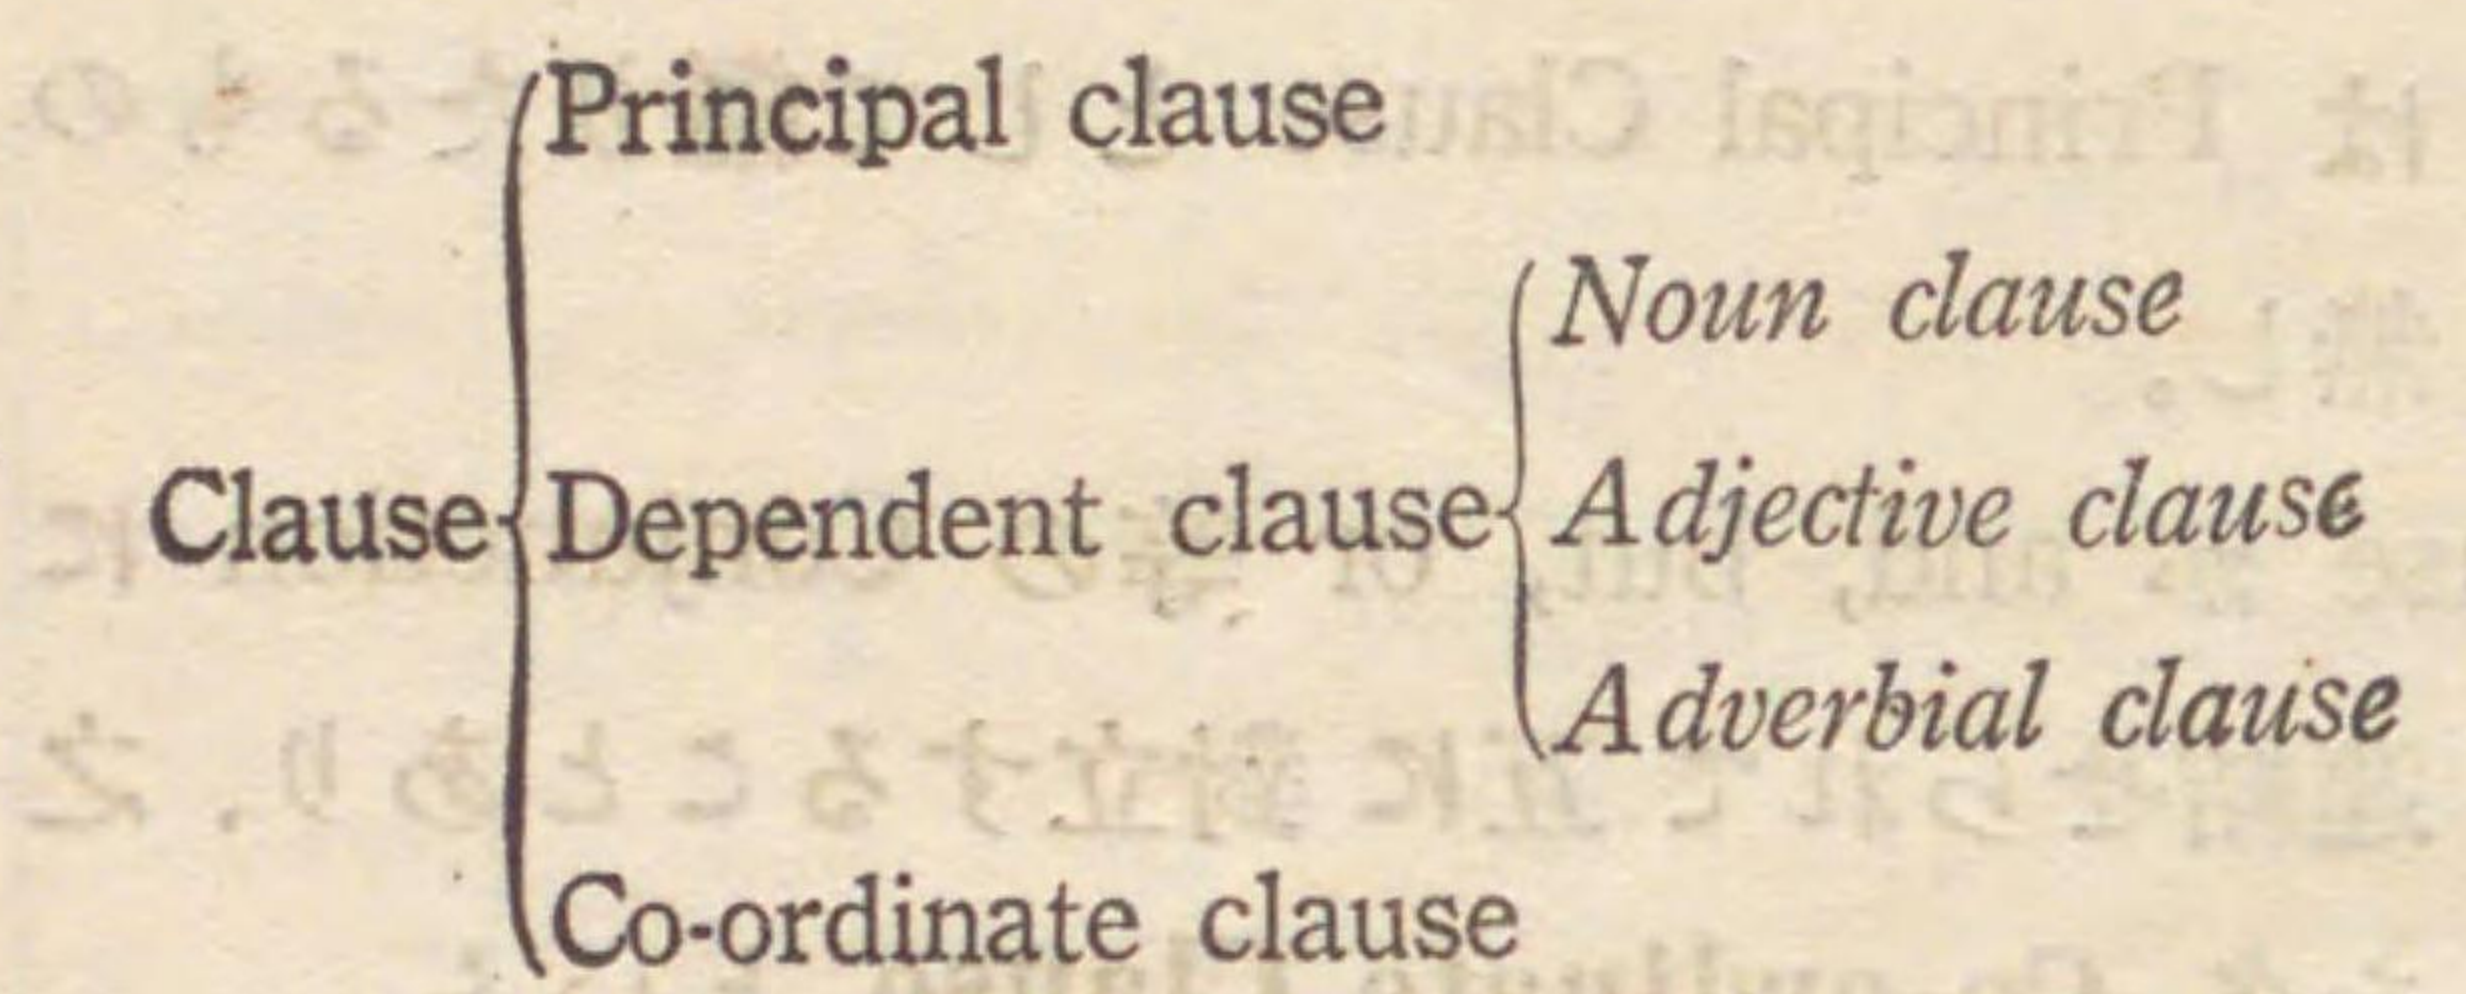 Principal clause
Noun clause
Clause Dependent clause Adjective clause
Adverbial clause
Co-ordinate clause